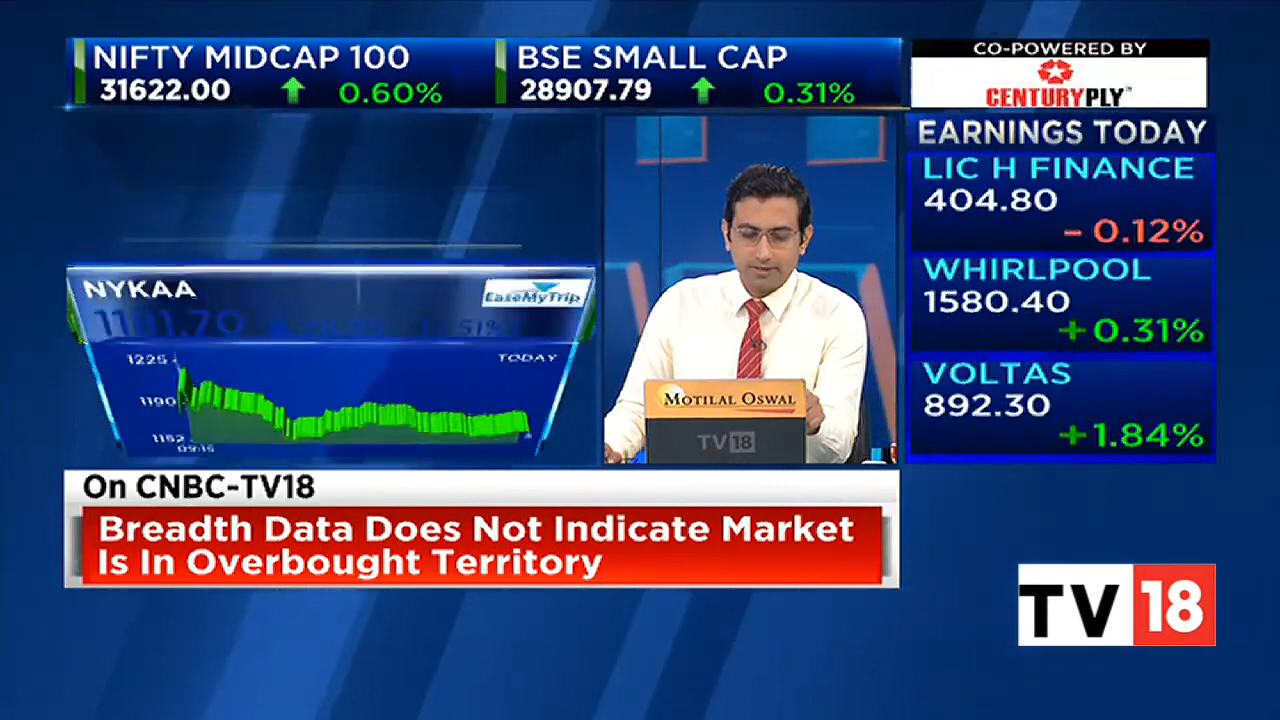 NIFTY MIDCAP 100
31622.00 0.60%
BSE SMALL CAP
28907.79 0.31%
CO-POWERED BY
CENTURYPLY
EARNINGS TODAY
LIC H FINANCE
404.80
- 0.12%
WHIRLPOOL
1580.40
+0.31%
VOLTAS
892.30
+1.84%
NYKAA
EaseMyTrip
1225
TODAY
1190
1152
09:15
MOTILAL OSWAL
TV18
On CNBC-TV18
Breadth Data Does Not Indicate Market
Is In Overbought Territory
TV18